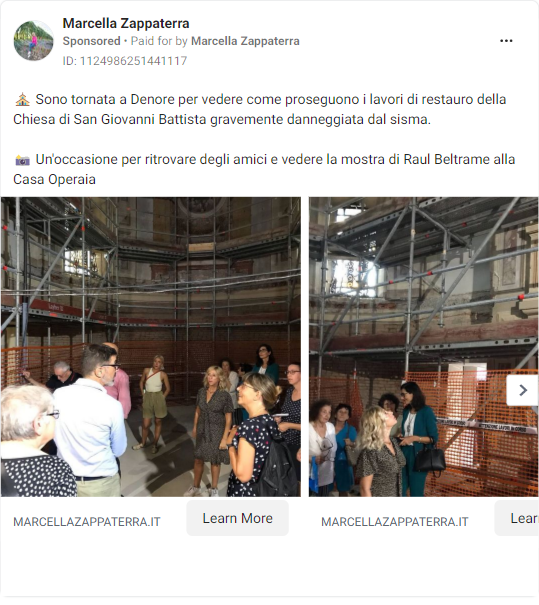 Marcella Zappaterra
Sponsored • Paid for by Marcella Zappaterra
ID: 1124986251441117
Sono tornata a Denore per vedere come proseguono i lavori di restauro della
Chiesa di San Giovanni Battista gravemente danneggiata dal sisma.
Un'occasione per ritrovare degli amici e vedere la mostra di Raul Beltrame alla
Casa Operaia
MARCELLAZAPPATERRA.IT
Learn More
MARCELLAZAPPATERRA.IT
Lear